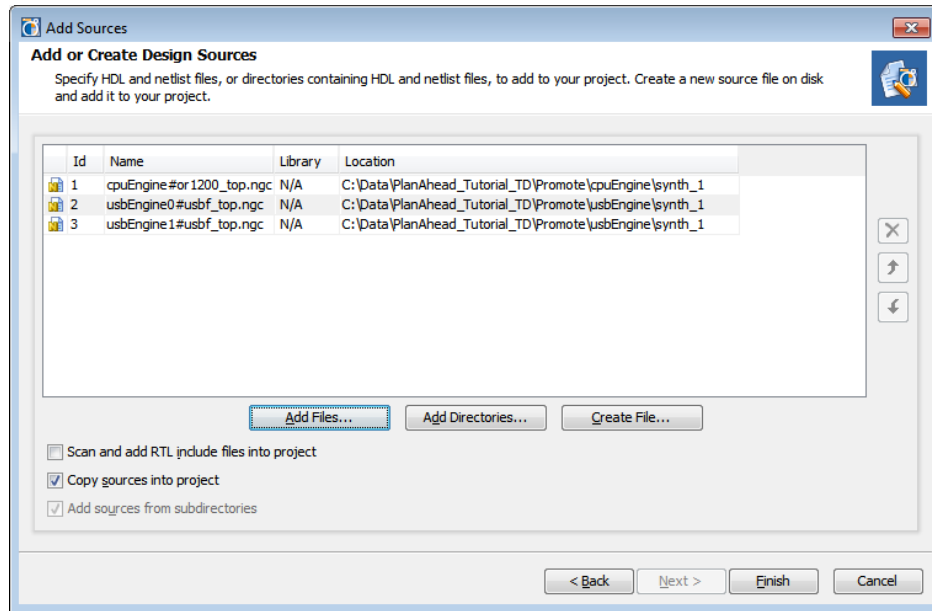 Add Sources
Add or Create Design Sources
Specify HDL and netlist files, or directories containing HDL and netlist files, to add to your project. Create a new source file on disk
and add it to your project.
Id Name Library Location
1 cpuEngine#or1200_top.ngc N/A C:\Data\PlanAhead_Tutorial_TD\Promote\cpuEngine\synth_1
2 usbEngine0#usbf_top.ngc N/A C:\Data\PlanAhead_Tutorial_TD\Promote\usbEngine\synth_1
3 usbEngine1#usbf_top.ngc N/A C:\Data\PlanAhead_Tutorial_TD\Promote\usbEngine\synth_1
Add Files... Add Directories... Create File...
Scan and add RTL include files into project
Copy sources into project
Add sources from subdirectories
< Back Next > Finish Cancel